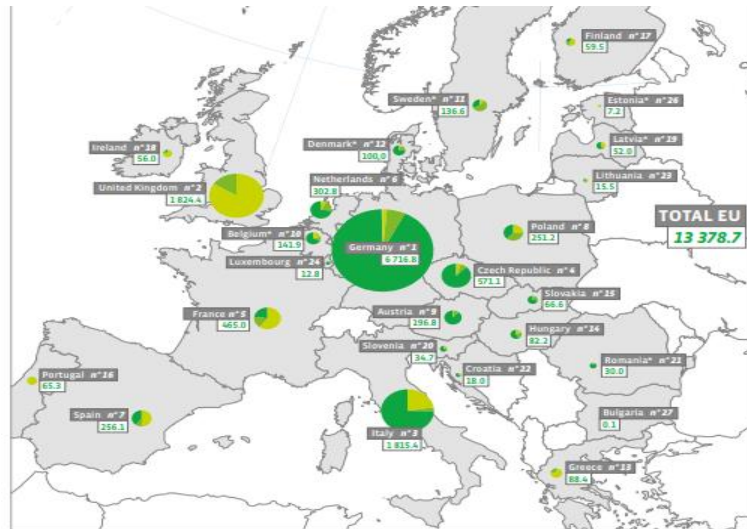 Finland n°17
59.5
Sweden* n°11
136.6
Estonia* n°26
7.2
Latvia* n°19
52.0
Ireland n°18
56.0
Denmark* n°12
100,0
Lithuania n°23
15.5
United Kingdom n°2
1 824.4
Netherlands n°6
302.8
TOTAL EU
13 378.7
Poland n°8
251.2
Belgium* n°10
141.9
Germany n°1
6 716.8
Luxembourg n°24
12.8
Czech Republic n°4
571.1
Slovakia n°15
66.6
France n°5
465.0
Austria n°9
196.8
Hungary n°14
82.2
Slovenia n°20
34.7
Romania* n°21
30.0
Croatia n°22
18.0
Portugal n°16
65.3
Spain n°7
256.1
Italy n°3
1 815.4
Bulgaria n°27
0.1
Greece n°13
88.4